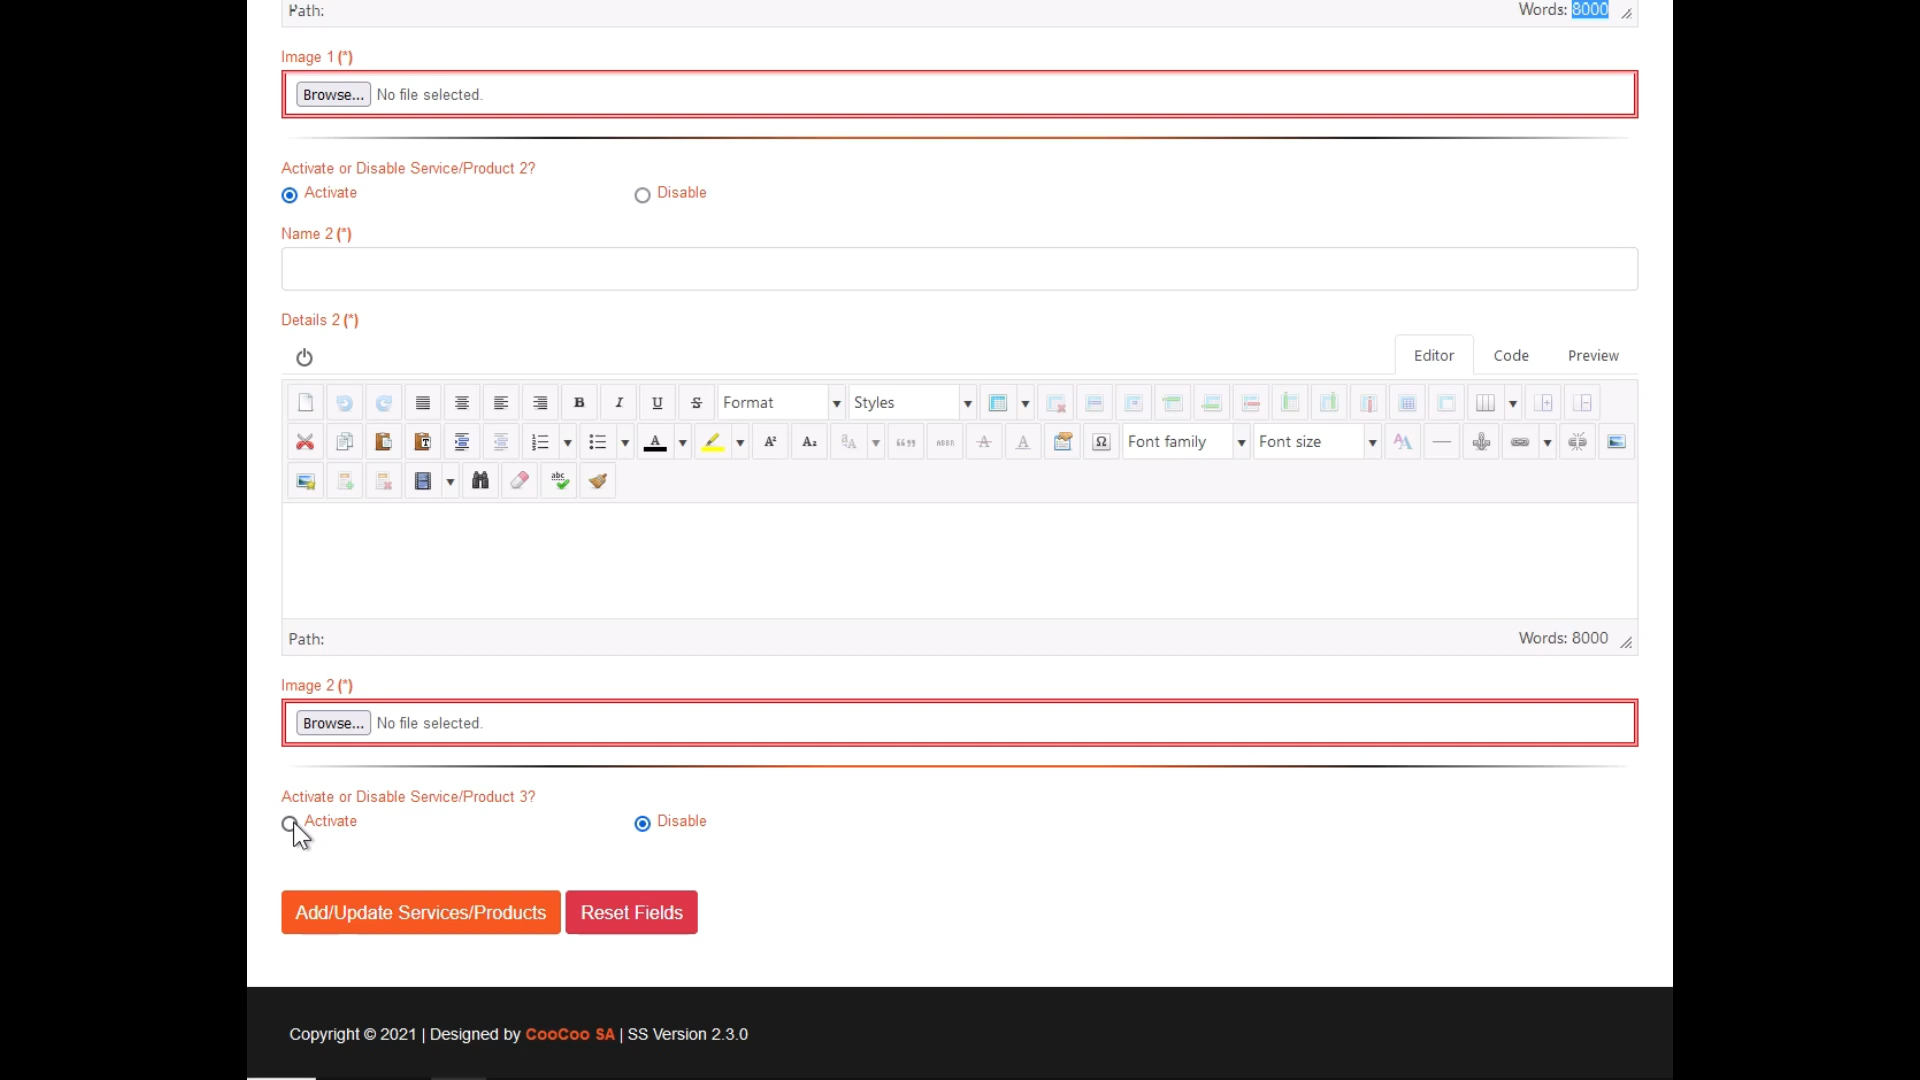 Path:
Words: 8000
Image 1 (*)
Browse... No file selected.
Activate or Disable Service/Product 2?
Activate
Disable
Name 2 (*)
Details 2 (*)
Editor
Code
Preview
B I U S Format Styles
A A² A₂ Font family Font size
abc
Path:
Words: 8000
Image 2 (*)
Browse... No file selected.
Activate or Disable Service/Product 3?
Activate
Disable
Add/Update Services/Products
Reset Fields
Copyright © 2021 | Designed by CooCoo SA | SS Version 2.3.0